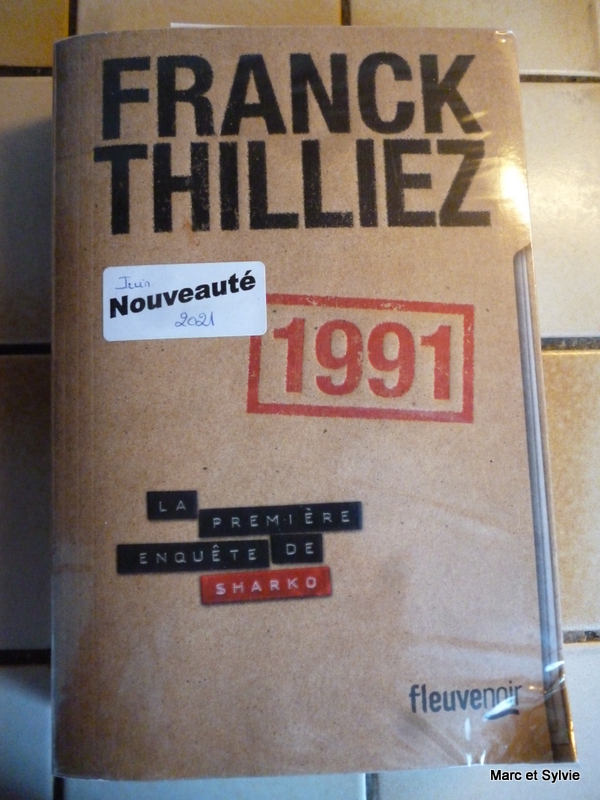 FRANCK
THILLIEZ
Juin
Nouveauté
2021
1991
LA
PREMIÈRE
ENQUÊTE DE
SHARKO
fleuvenoir
Marc et Sylvie